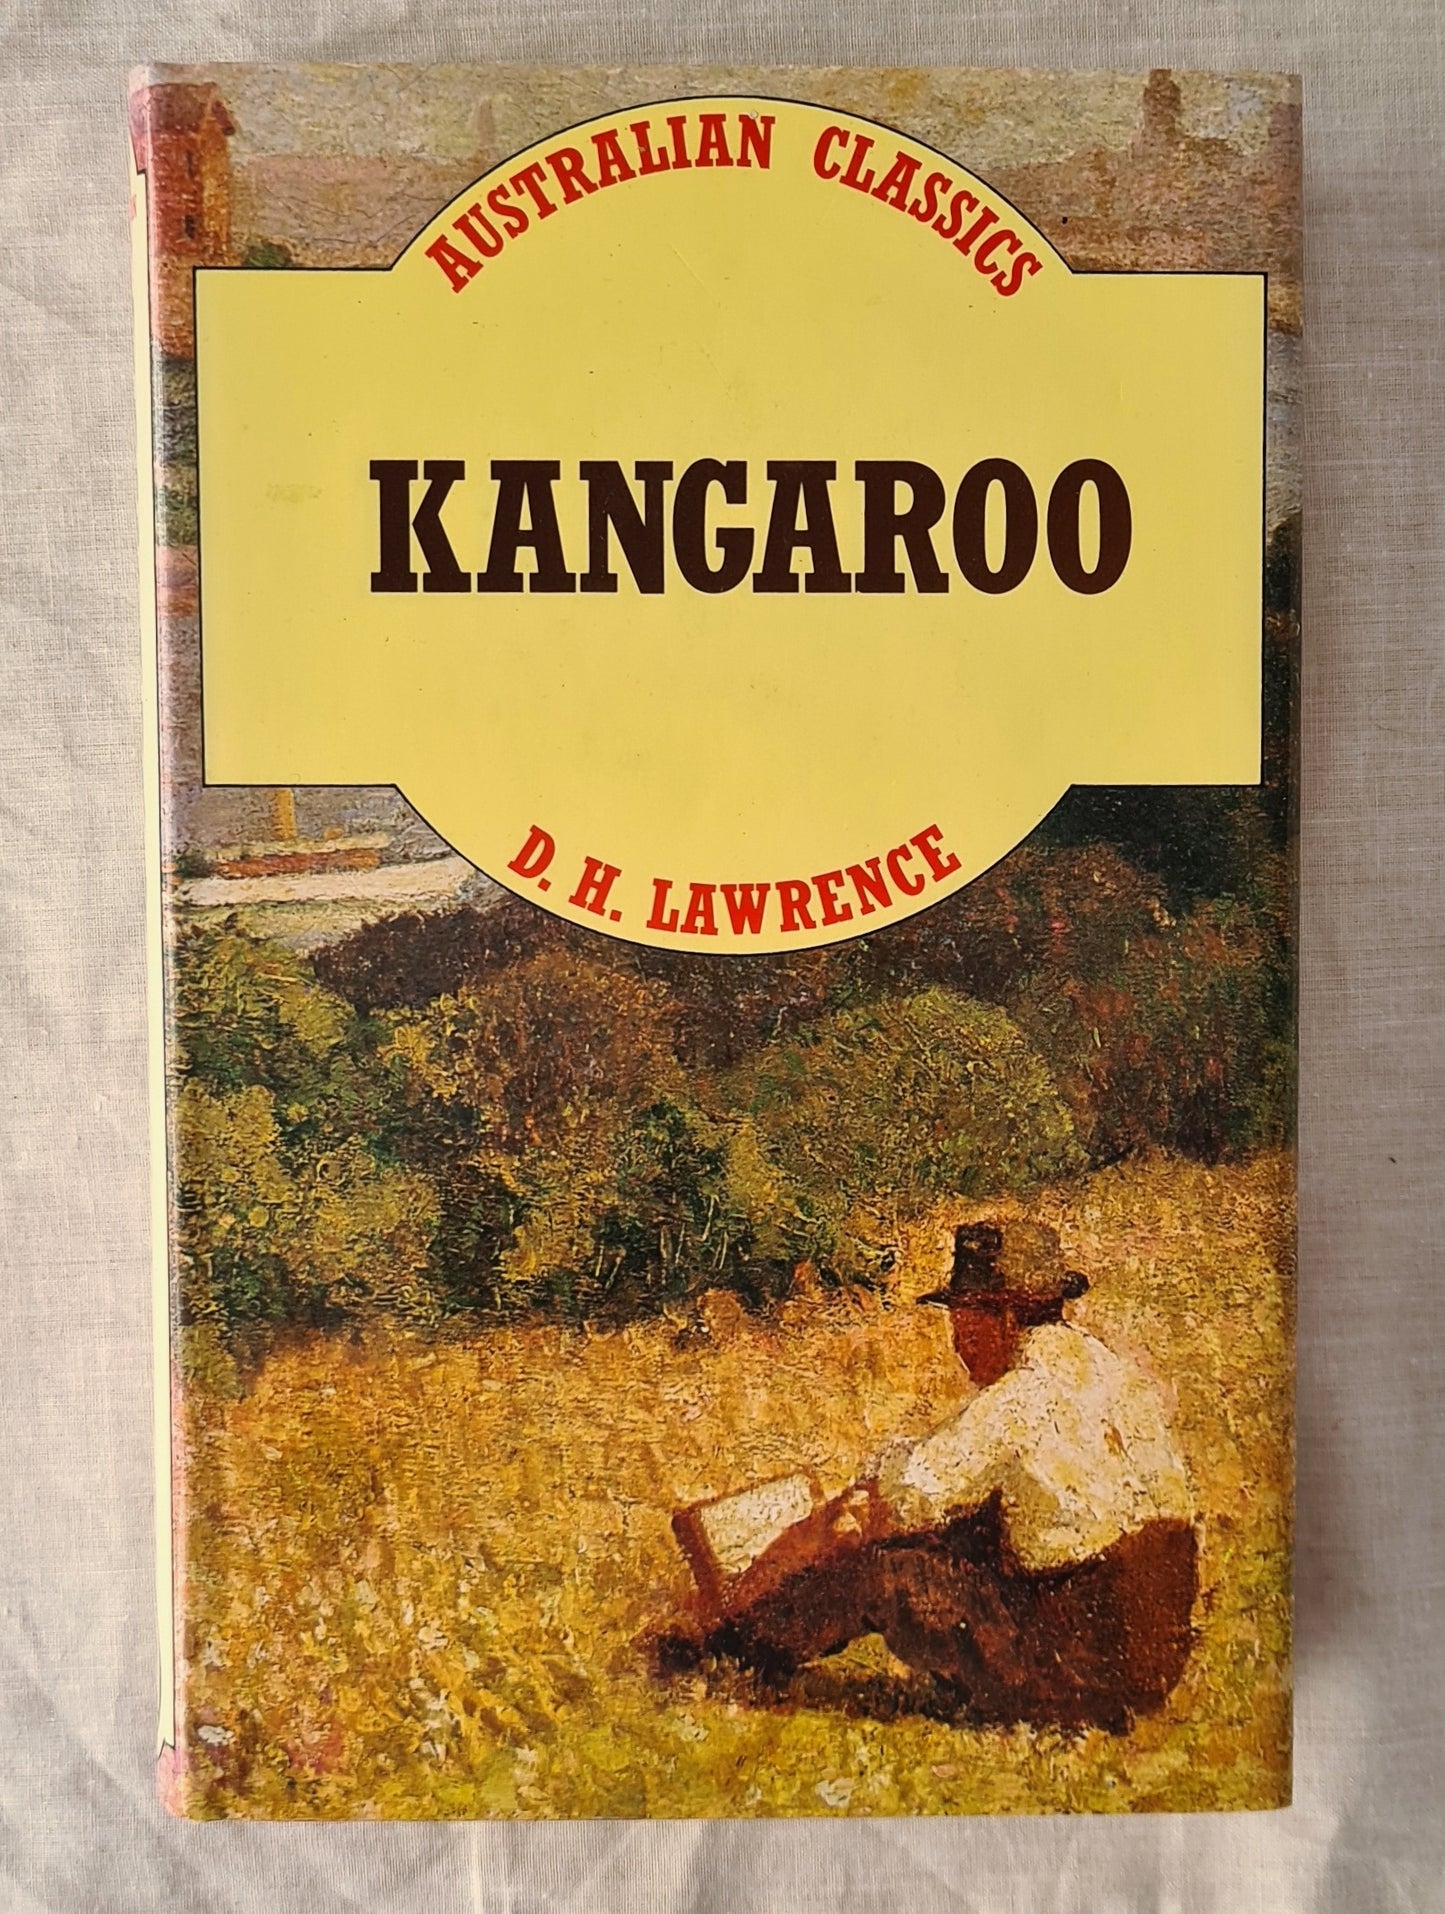 AUSTRALIAN CLASSICS
KANGAROO
D. H. LAWRENCE